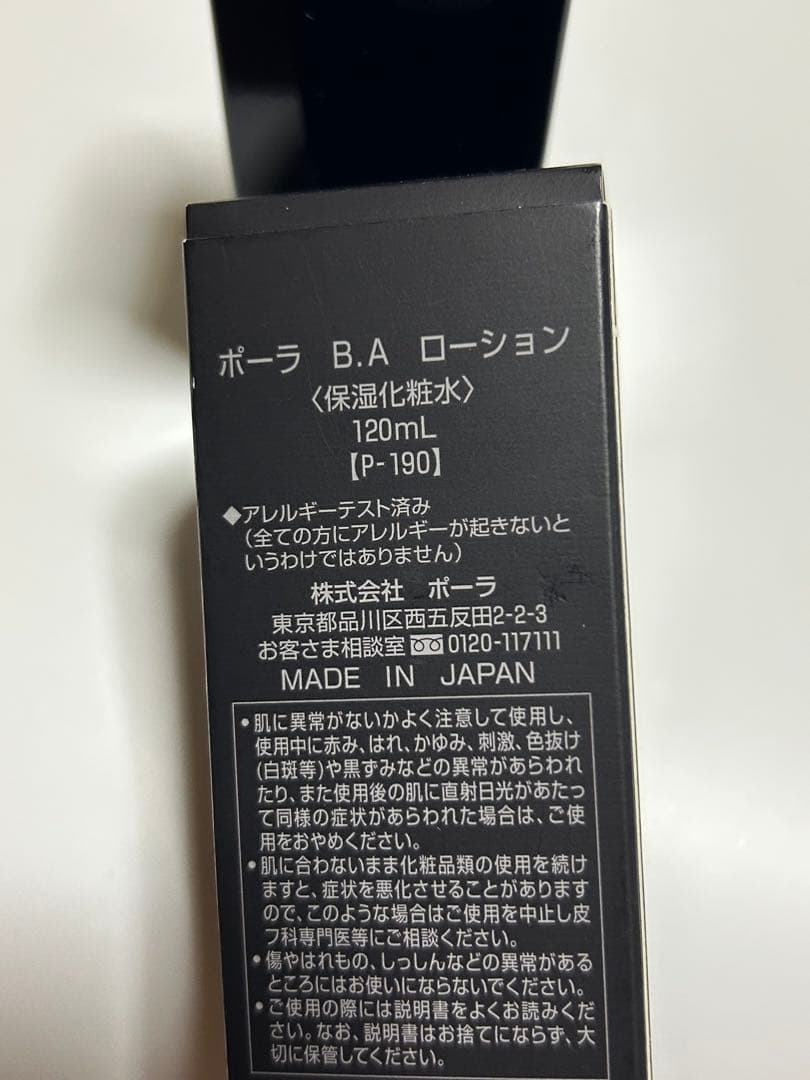 ポーラ B.A ローション
〈保湿化粧水〉
120mL
【P-190】
◆アレルギーテスト済み
(全ての方にアレルギーが起きないと
いうわけではありません)
株式会社 ポーラ
東京都品川区西五反田2-2-3
お客さま相談室 0120-117111
MADE IN JAPAN
•肌に異常がないかよく注意して使用し、
使用中に赤み、はれ、かゆみ、刺激、色抜け
(白斑等)や黒ずみなどの異常があらわれ
たり、また使用後の肌に直射日光があたっ
て同様の症状があらわれた場合は、ご使
用をおやめください。
•肌に合わないまま化粧品類の使用を続け
ますと、症状を悪化させることがあります
ので、このような場合はご使用を中止し皮
フ科専門医等にご相談ください。
•傷やはれもの、しっしんなどの異常がある
ところにはお使いにならないでください。
•ご使用の際には説明書をよくお読みくだ
さい。なお、説明書はお捨てにならず、大
切に保管してください。